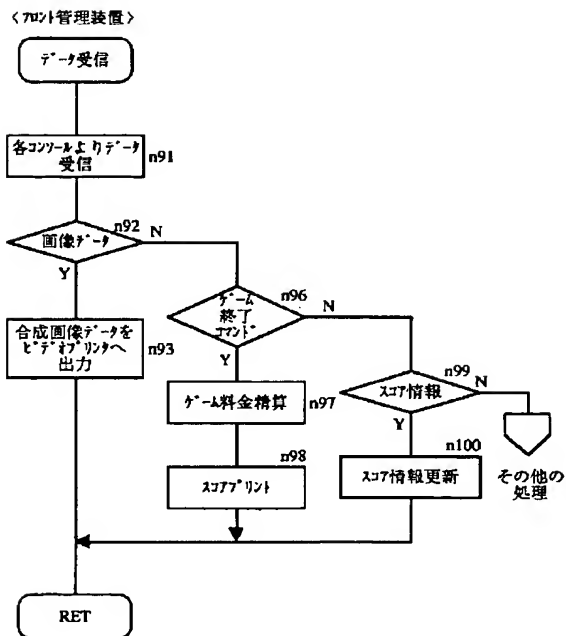 〈フロント管理装置〉
データ受信
各コンソールよりデータ
受信
n91
画像データ
n92
N
Y
合成画像データを
ビデオプリンタへ
出力
n93
ゲーム
終了
コマンド
n96
N
Y
ゲーム料金精算
n97
スコアプリント
n98
スコア情報
n99
N
Y
スコア情報更新
n100
その他の
処理
RET